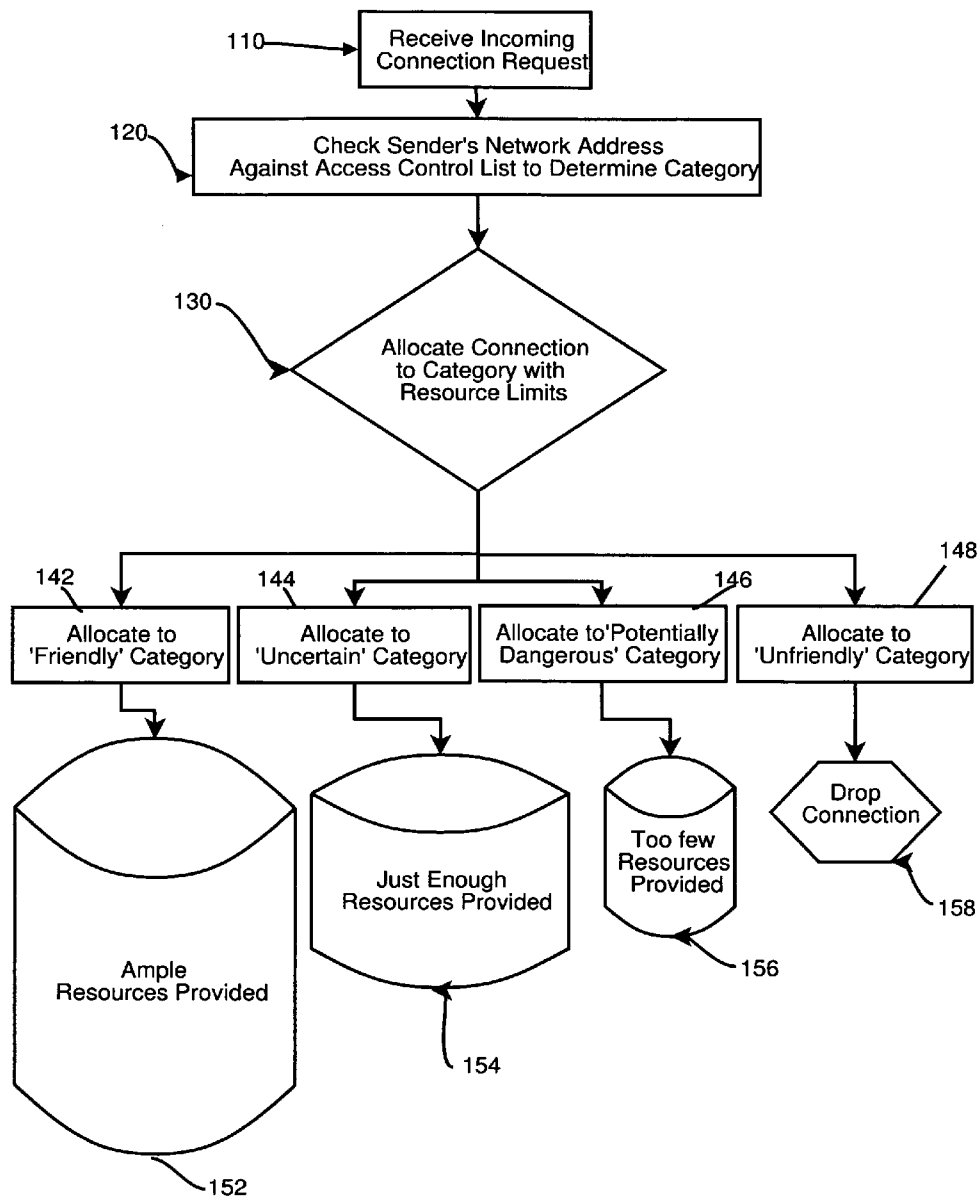 110
Receive Incoming
Connection Request
120
Check Sender's Network Address
Against Access Control List to Determine Category
130
Allocate Connection
to Category with
Resource Limits
142
144
146
148
Allocate to
'Friendly' Category
Allocate to
'Uncertain' Category
Allocate to'Potentially
Dangerous' Category
Allocate to
'Unfriendly' Category
Ample
Resources Provided
Just Enough
Resources Provided
Too few
Resources
Provided
Drop
Connection
158
156
154
152